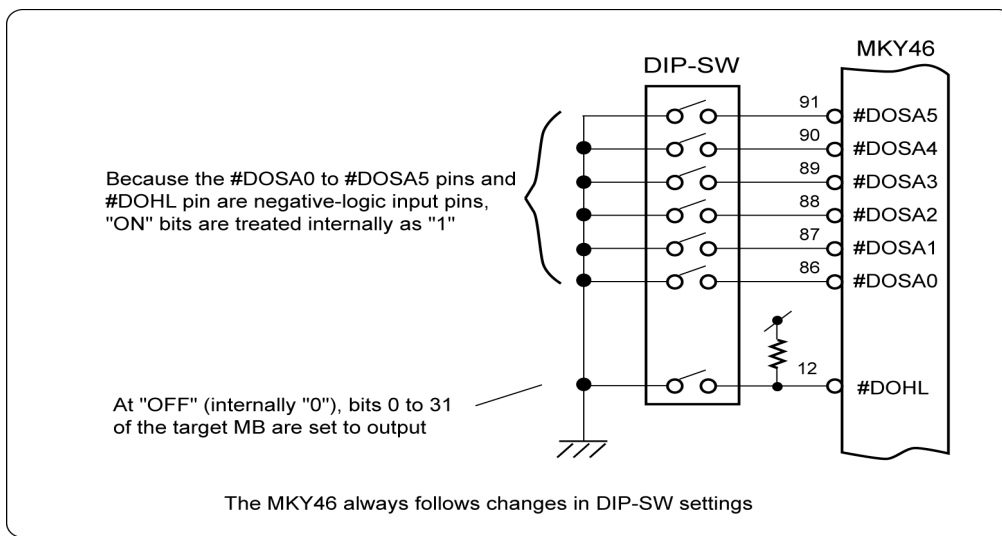 MKY46
DIP-SW
91
#DOSA5
90
#DOSA4
89
#DOSA3
88
#DOSA2
87
#DOSA1
86
#DOSA0
Because the #DOSA0 to #DOSA5 pins and
#DOHL pin are negative-logic input pins,
"ON" bits are treated internally as "1"
12
#DOHL
At "OFF" (internally "0"), bits 0 to 31
of the target MB are set to output
The MKY46 always follows changes in DIP-SW settings